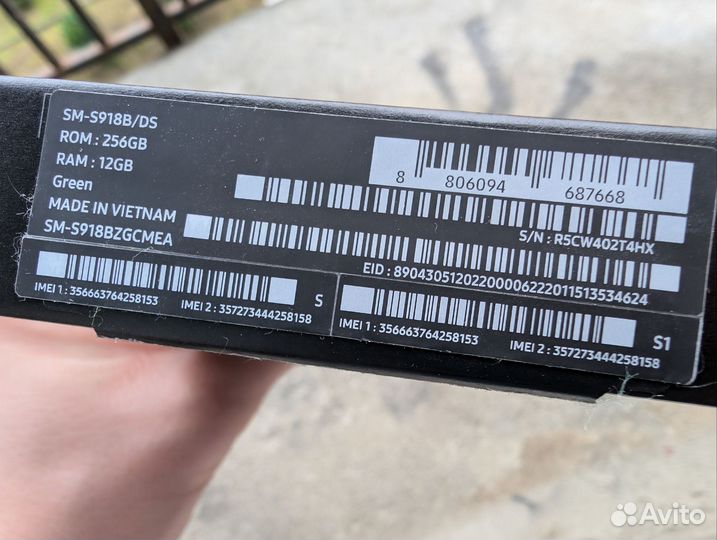 SM-S918B/DS
ROM : 256GB
RAM : 12GB
Green
MADE IN VIETNAM
SM-S918BZGCMEA
8 806094 687668
S/N : R5CW402T4HX
EID : 89043051202200006222011513534624
IMEI 1 : 356663764258153 IMEI 2 : 357273444258158 S
IMEI 1 : 356663764258153 IMEI 2 : 357273444258158 S1
Avito